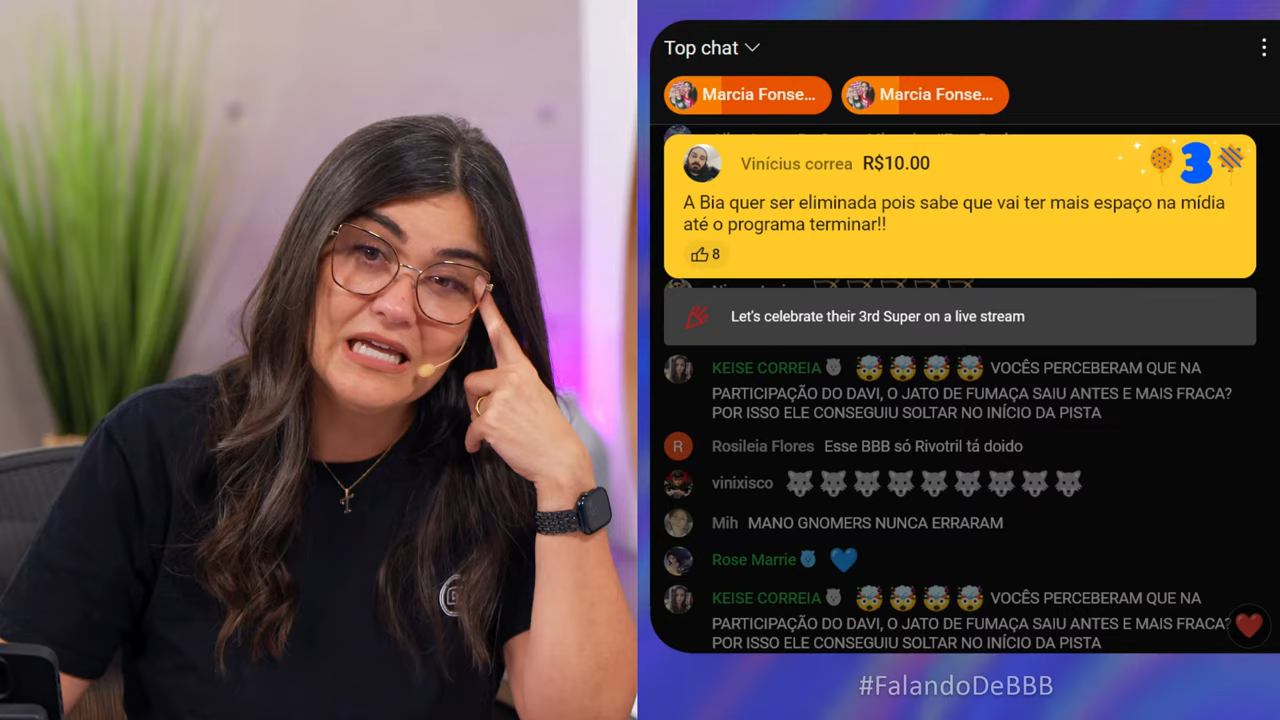 Top chat
Marcia Fonse...
Marcia Fonse...
Vinícius correa R$10.00
3
A Bia quer ser eliminada pois sabe que vai ter mais espaço na mídia
até o programa terminar!!
8
Let's celebrate their 3rd Super on a live stream
KEISE CORREIA VOCÊS PERCEBERAM QUE NA
PARTICIPAÇÃO DO DAVI, O JATO DE FUMAÇA SAIU ANTES E MAIS FRACA?
POR ISSO ELE CONSEGUIU SOLTAR NO INÍCIO DA PISTA
R Rosileia Flores Esse BBB só Rivotril tá doido
vinixisco
Mih MANO GNOMERS NUNCA ERRARAM
Rose Marrie
KEISE CORREIA VOCÊS PERCEBERAM QUE NA
PARTICIPAÇÃO DO DAVI, O JATO DE FUMAÇA SAIU ANTES E MAIS FRACA?
POR ISSO ELE CONSEGUIU SOLTAR NO INÍCIO DA PISTA
#FalandoDeBBB